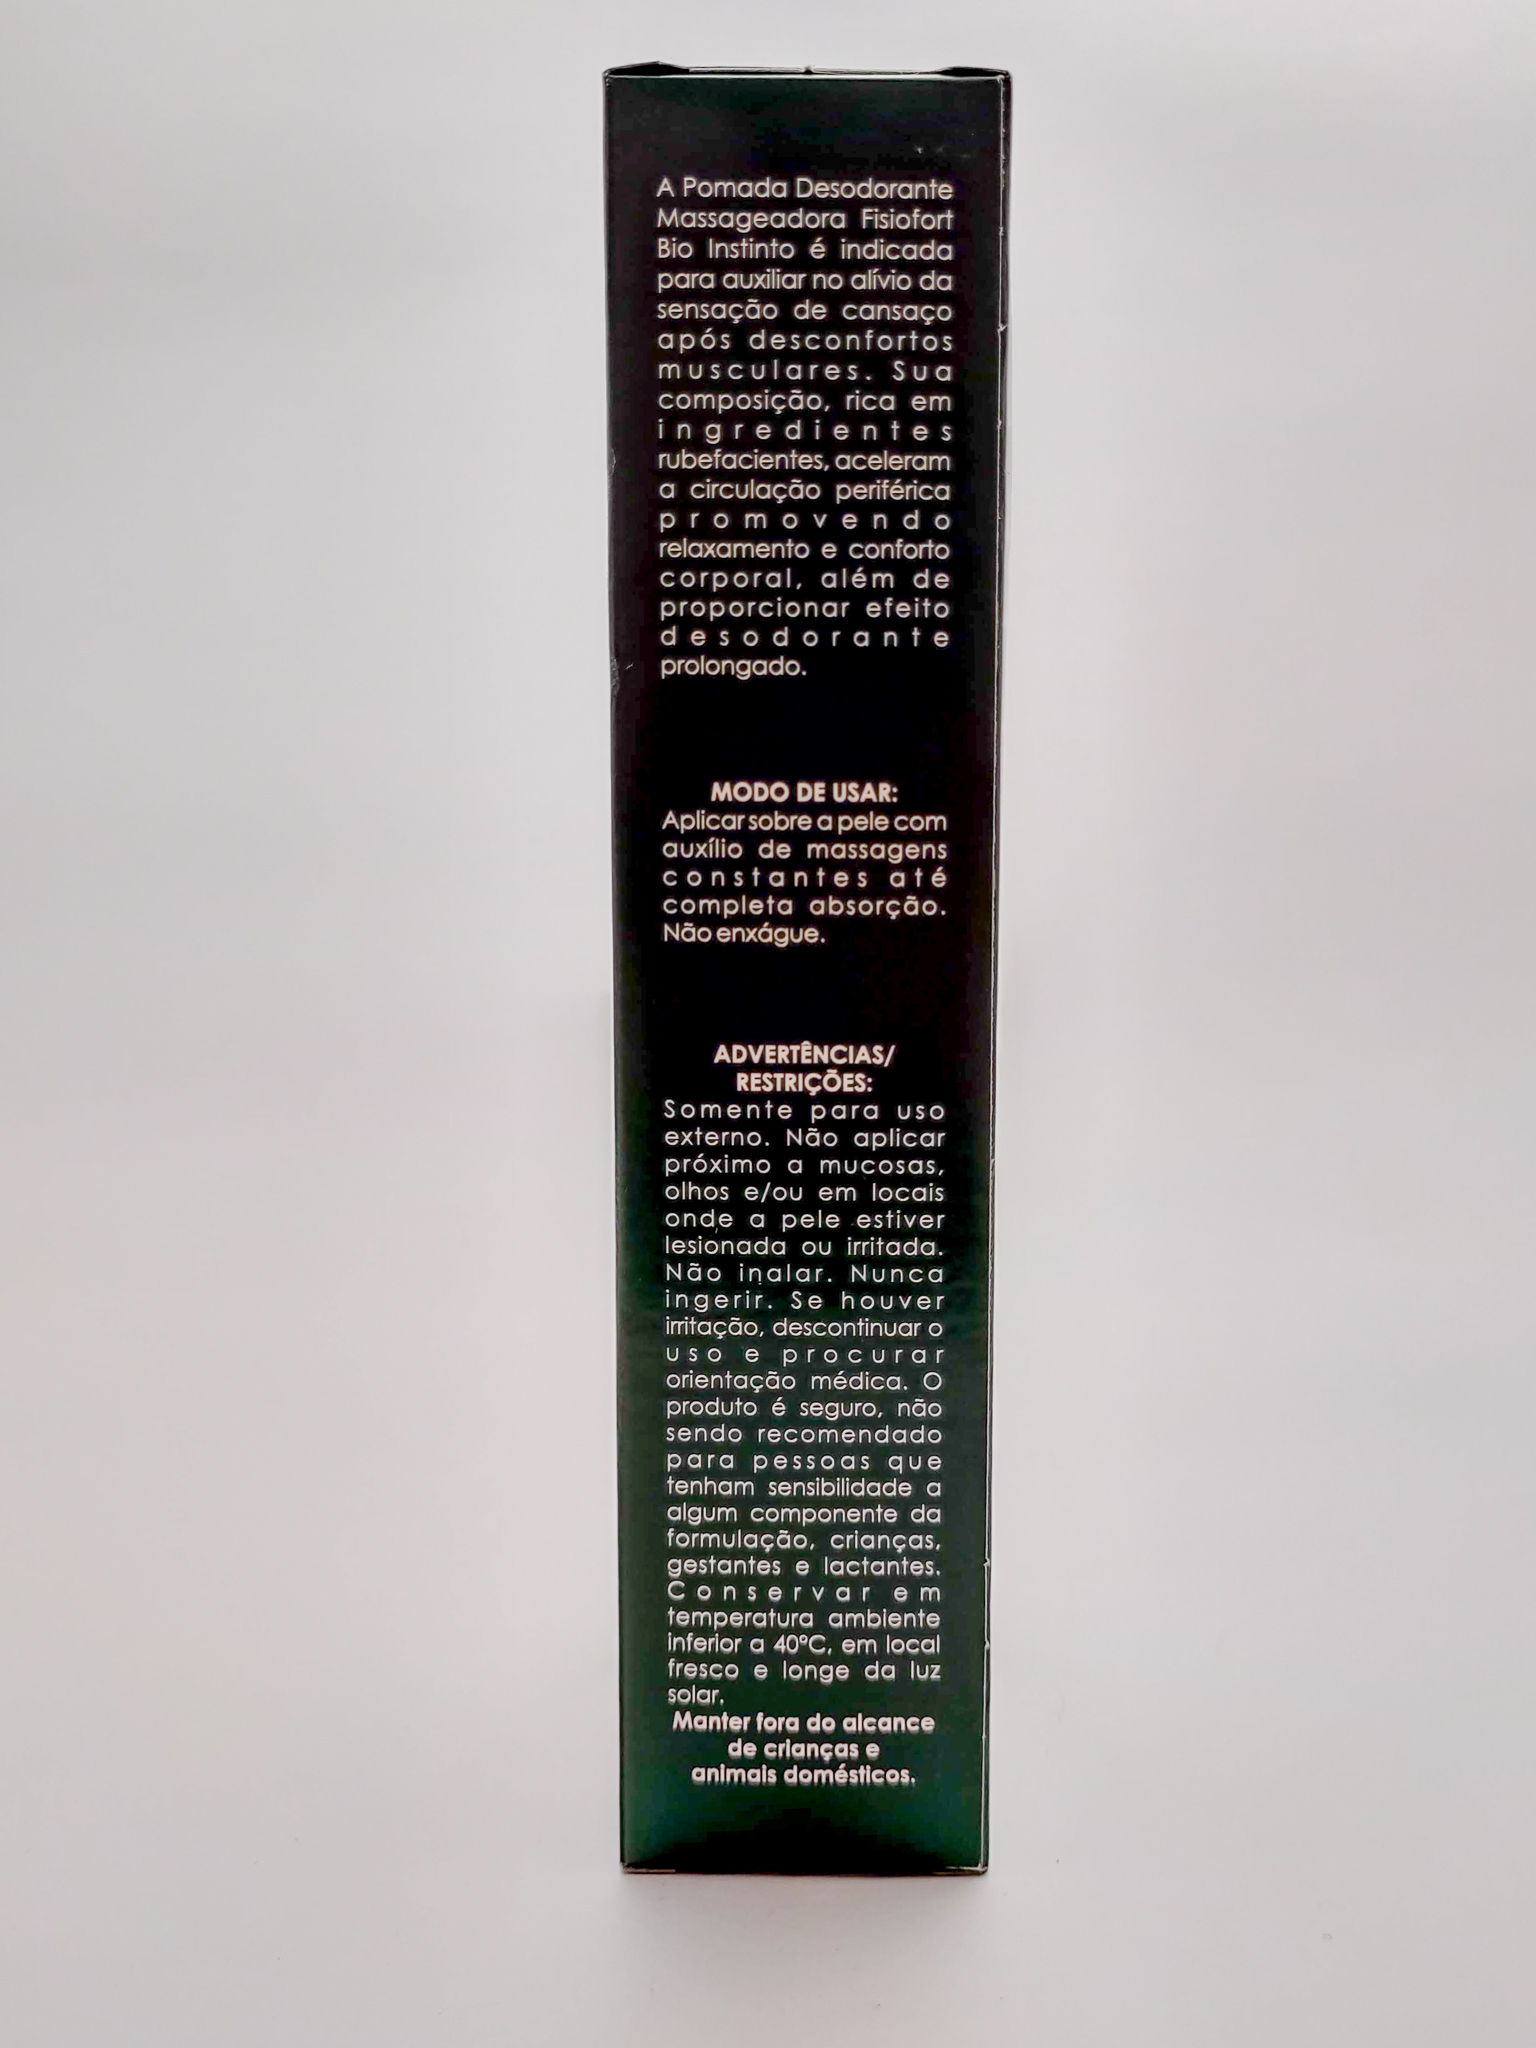 A Pomada Desodorante
Massageadora Fisiofort
Bio Instinto é indicada
para auxiliar no alívio da
sensação de cansaço
após desconfortos
musculares. Sua
composição, rica em
ingredientes
rubefacientes, aceleram
a circulação periférica
promovendo
relaxamento e conforto
corporal, além de
proporcionar efeito
desodorante
prolongado.
MODO DE USAR:
Aplicar sobre a pele com
auxílio de massagens
constantes até
completa absorção.
Não enxágue.
ADVERTÊNCIAS/
RESTRIÇÕES:
Somente para uso
externo. Não aplicar
próximo a mucosas,
olhos e/ou em locais
onde a pele estiver
lesionada ou irritada.
Não inalar. Nunca
ingerir. Se houver
irritação, descontinuar o
uso e procurar
orientação médica. O
produto é seguro, não
sendo recomendado
para pessoas que
tenham sensibilidade a
algum componente da
formulação, crianças,
gestantes e lactantes.
Conservar em
temperatura ambiente
inferior a 40ºC, em local
fresco e longe da luz
solar.
Manter fora do alcance
de crianças e
animais domésticos.